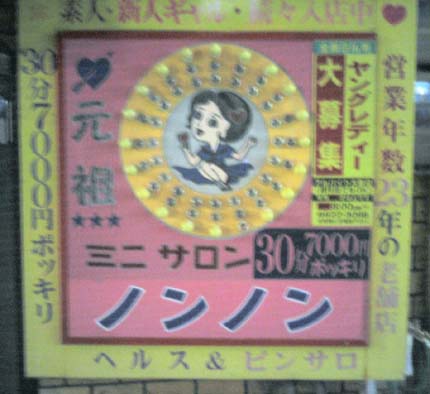 素人・新人ギャル・続々入店中
30分7000円ポッキリ
営業年数23年の老舗店
元祖
★★★
ヤングレディー
大募集
ミニサロン
30分7000円
ポッキリ
ノンノン
ヘルス&ピンサロ